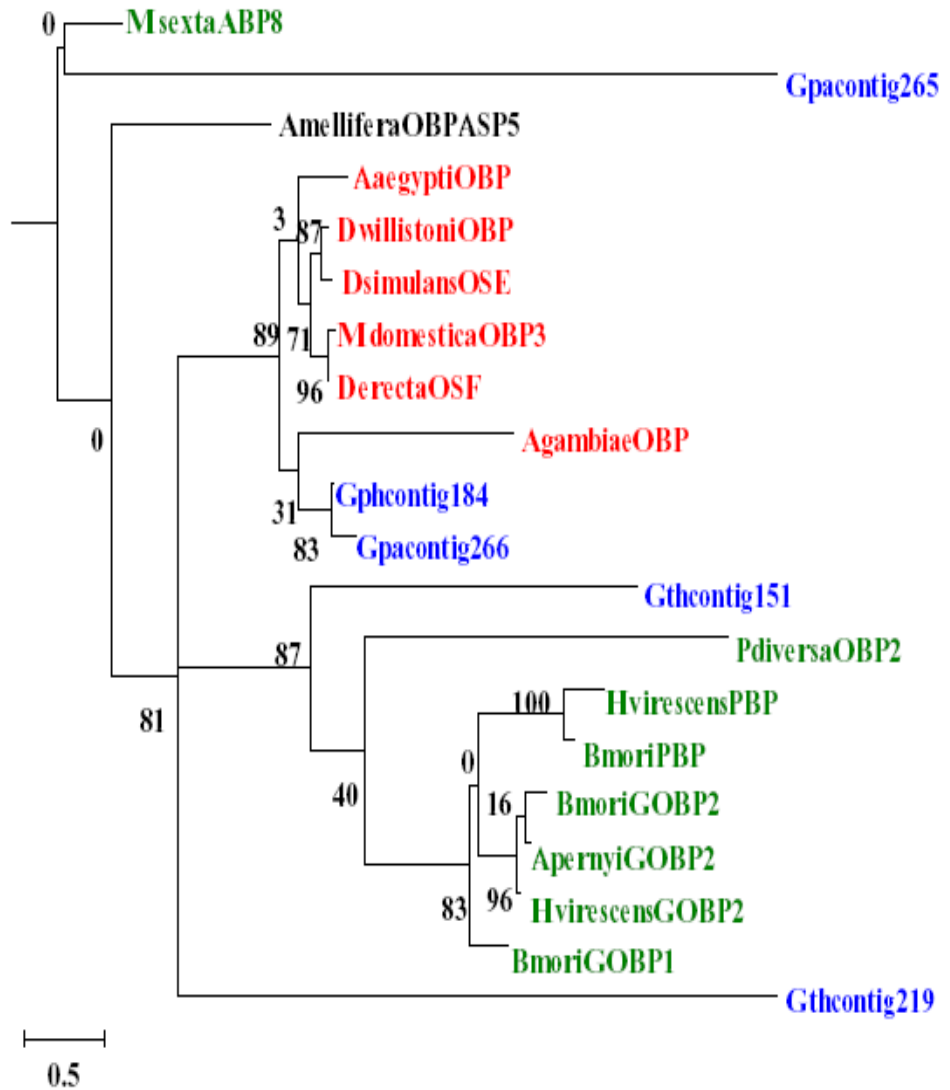 0
MsextaABP8
Gpacontig265
AmelliferaOBPASP5
AaegyptiOBP
3
87
DwillistoniOBP
DsimulansOSE
89
71
MdomesticaOBP3
96
DerectaOSF
0
AgambiaeOBP
Gphcontig184
31
83
Gpacontig266
Gthcontig151
87
PdiversaOBP2
81
100
HvirescensPBP
BmoriPBP
0
40
16
BmoriGOBP2
ApernyiGOBP2
83
96
HvirescensGOBP2
BmoriGOBP1
Gthcontig219
0.5